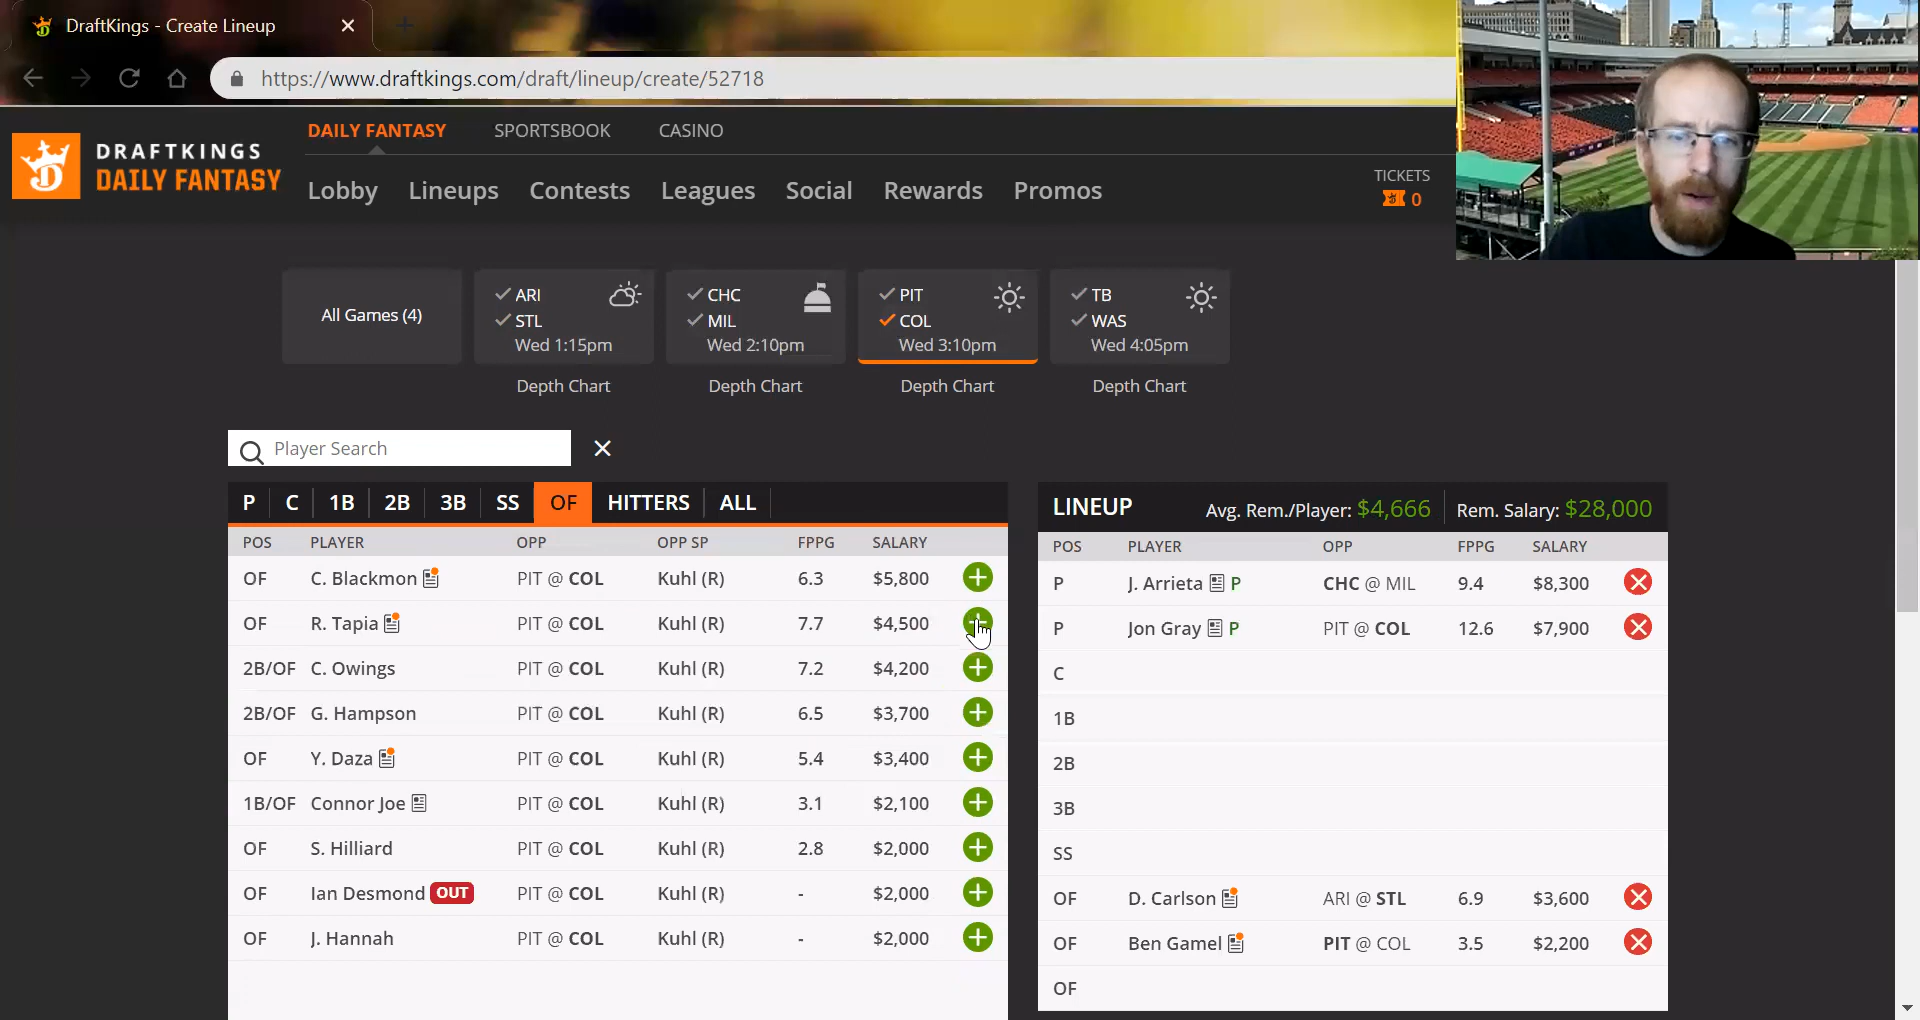 DraftKings - Create Lineup
https://www.draftkings.com/draft/lineup/create/52718
DRAFTKINGS
DAILY FANTASY
DAILY FANTASY SPORTSBOOK CASINO
Lobby Lineups Contests Leagues Social Rewards Promos
TICKETS
0
All Games (4)
ARI
STL
Wed 1:15pm
Depth Chart
CHC
MIL
Wed 2:10pm
Depth Chart
PIT
COL
Wed 3:10pm
Depth Chart
TB
WAS
Wed 4:05pm
Depth Chart
Player Search
P C 1B 2B 3B SS OF HITTERS ALL
POS PLAYER OPP OPP SP FPPG SALARY
OF C. Blackmon PIT @ COL Kuhl (R) 6.3 $5,800
OF R. Tapia PIT @ COL Kuhl (R) 7.7 $4,500
2B/OF C. Owings PIT @ COL Kuhl (R) 7.2 $4,200
2B/OF G. Hampson PIT @ COL Kuhl (R) 6.5 $3,700
OF Y. Daza PIT @ COL Kuhl (R) 5.4 $3,400
1B/OF Connor Joe PIT @ COL Kuhl (R) 3.1 $2,100
OF S. Hilliard PIT @ COL Kuhl (R) 2.8 $2,000
OF Ian Desmond OUT PIT @ COL Kuhl (R) - $2,000
OF J. Hannah PIT @ COL Kuhl (R) - $2,000
LINEUP Avg. Rem./Player: $4,666 Rem. Salary: $28,000
POS PLAYER OPP FPPG SALARY
P J. Arrieta P CHC @ MIL 9.4 $8,300
P Jon Gray P PIT @ COL 12.6 $7,900
C
1B
2B
3B
SS
OF D. Carlson ARI @ STL 6.9 $3,600
OF Ben Gamel PIT @ COL 3.5 $2,200
OF